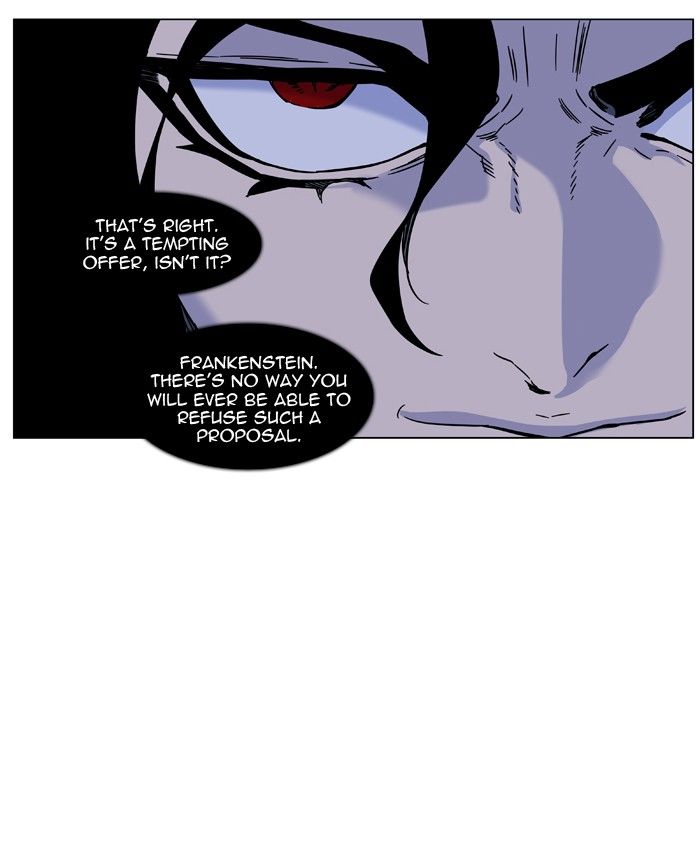 THAT'S RIGHT.
IT'S A TEMPTING
OFFER, ISN'T IT?
FRANKENSTEIN.
THERE'S NO WAY YOU
WILL EVER BE ABLE TO
REFUSE SUCH A
PROPOSAL.